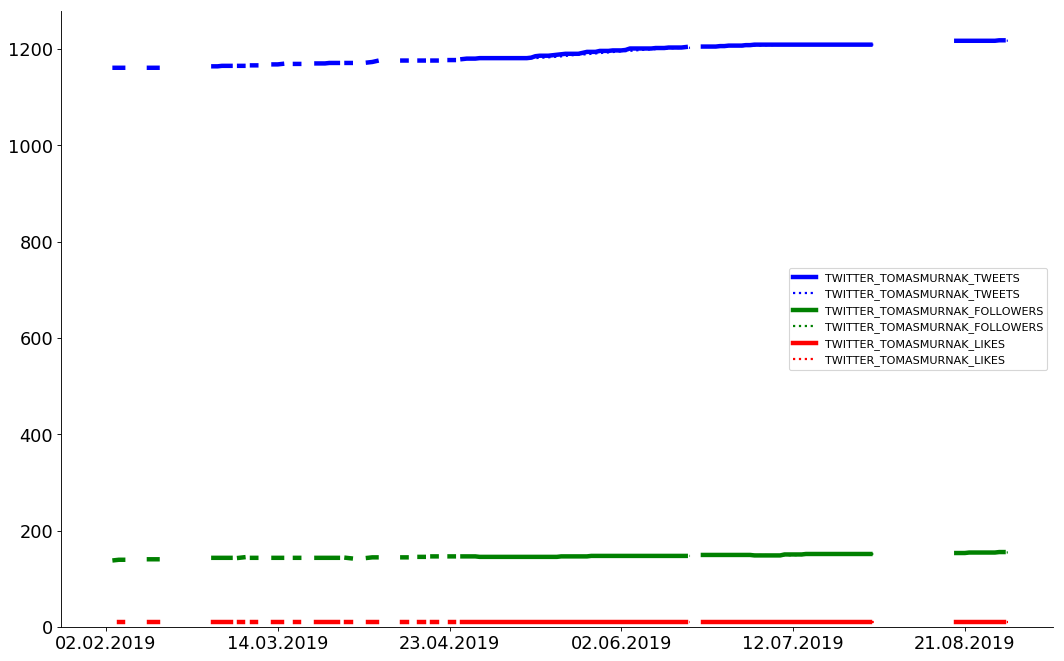 1200
1000
800
600
400
200
0
TWITTER_TOMASMURNAK_TWEETS
TWITTER_TOMASMURNAK_TWEETS
TWITTER_TOMASMURNAK_FOLLOWERS
TWITTER_TOMASMURNAK_FOLLOWERS
TWITTER_TOMASMURNAK_LIKES
TWITTER_TOMASMURNAK_LIKES
02.02.2019 14.03.2019 23.04.2019 02.06.2019 12.07.2019 21.08.2019